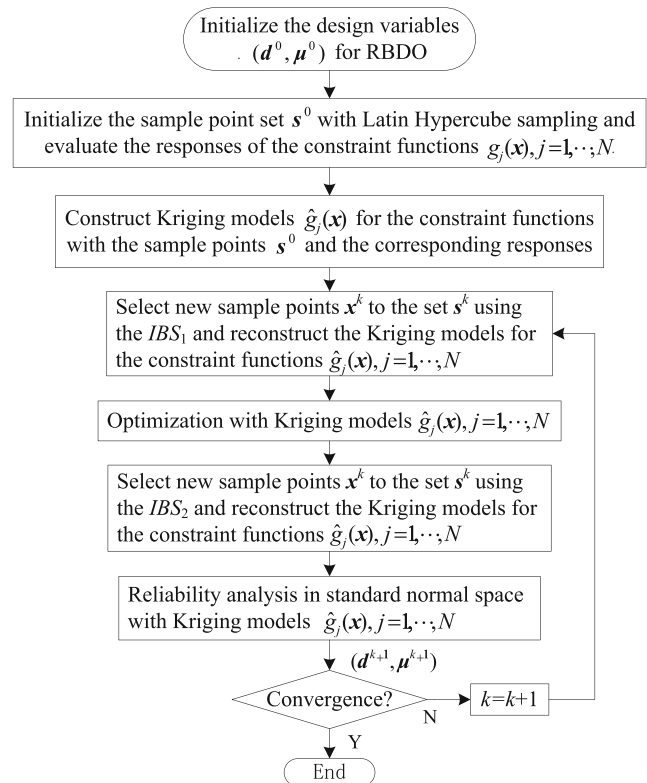 Initialize the design variables
. (d⁰, μ⁰) for RBDO
Initialize the sample point set s⁰ with Latin Hypercube sampling and
evaluate the responses of the constraint functions gⱼ(x), j=1,⋯,N.
Construct Kriging models ĝⱼ(x) for the constraint functions
with the sample points s⁰ and the corresponding responses
Select new sample points xᵏ to the set sᵏ using
the IBS₁ and reconstruct the Kriging models for
the constraint functions ĝⱼ(x), j=1,⋯,N
Optimization with Kriging models ĝⱼ(x), j=1,⋯,N
Select new sample points xᵏ to the set sᵏ using
the IBS₂ and reconstruct the Kriging models for
the constraint functions ĝⱼ(x), j=1,⋯,N
Reliability analysis in standard normal space
with Kriging models ĝⱼ(x), j=1,⋯,N
(dᵏ⁺¹, μᵏ⁺¹)
Convergence?
N
k=k+1
Y
End